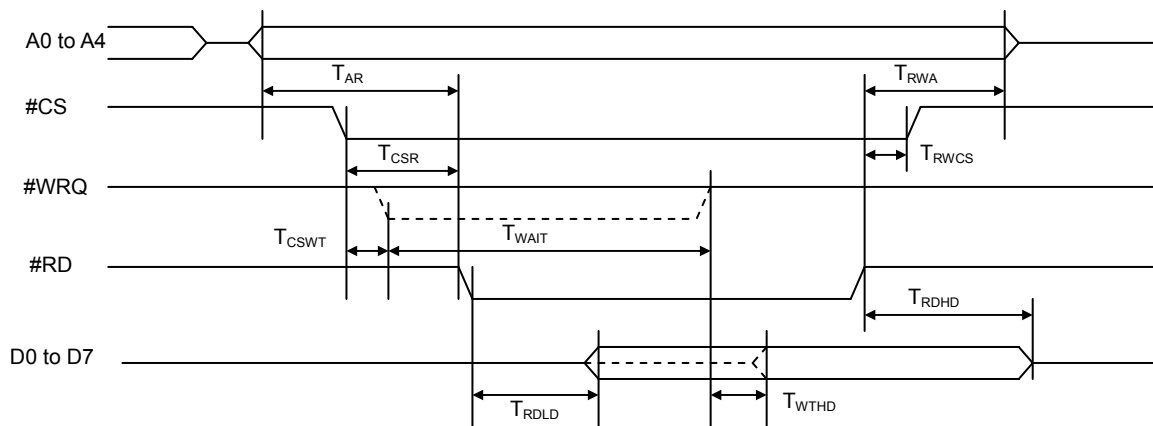 A0 to A4
T_AR
T_RWA
#CS
T_CSR
T_RWCS
#WRQ
T_CSWT
T_WAIT
#RD
T_RDHD
D0 to D7
T_RDLD
T_WTHD